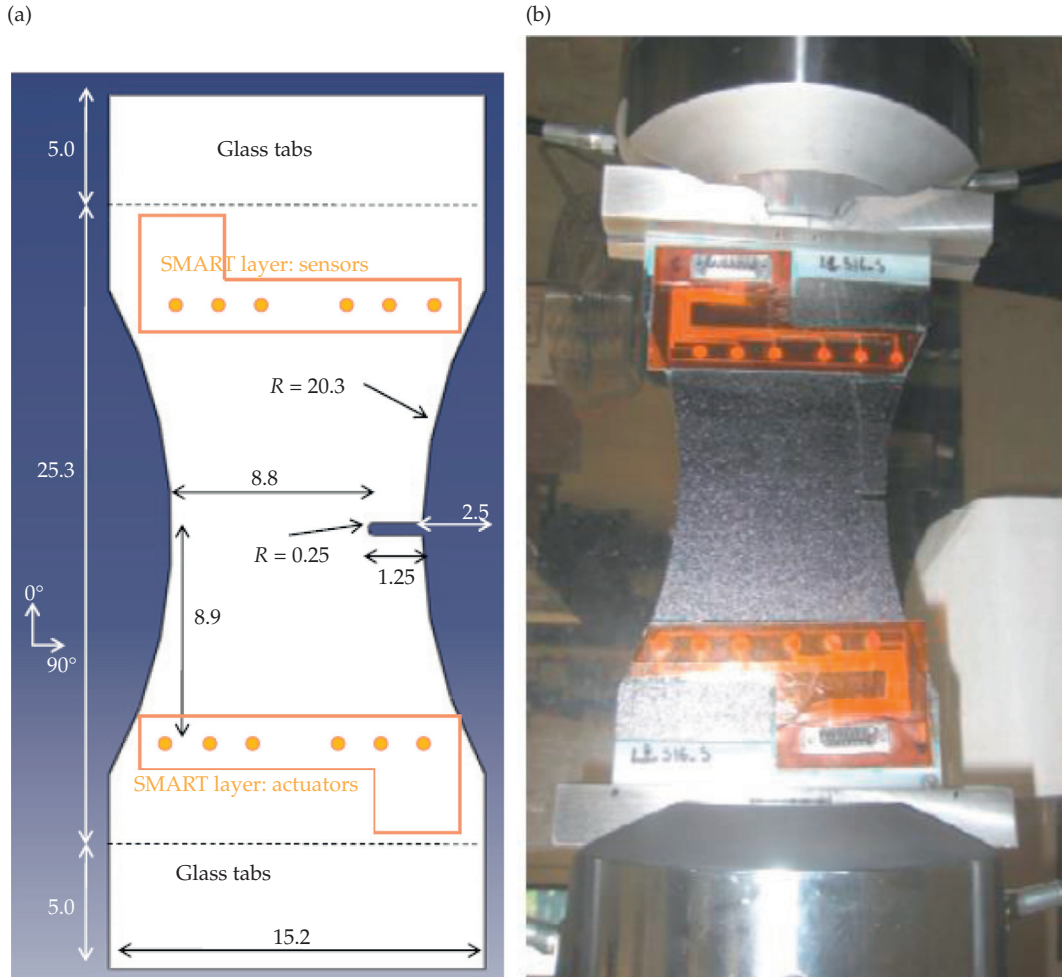 (a)
(b)
5.0
Glass tabs
SMART layer: sensors
R = 20.3
25.3
8.8
2.5
R = 0.25
1.25
0°
8.9
90°
SMART layer: actuators
Glass tabs
5.0
15.2